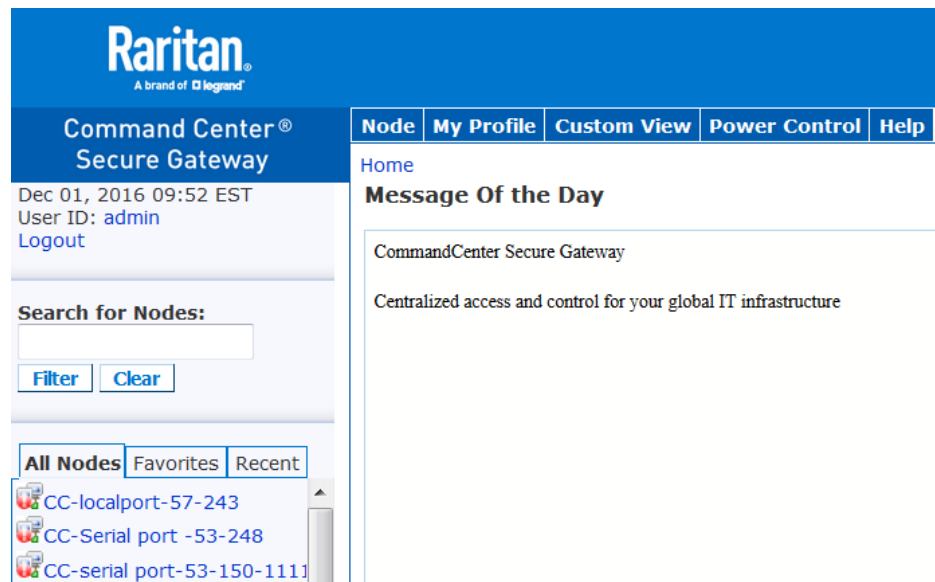 Raritan®
A brand of legrand®
Command Center®
Secure Gateway
Node My Profile Custom View Power Control Help
Dec 01, 2016 09:52 EST
User ID: admin
Logout
Search for Nodes:
Filter Clear
All Nodes Favorites Recent
CC-localport-57-243
CC-Serial port -53-248
CC-serial port-53-150-1111
Home
Message Of the Day
CommandCenter Secure Gateway
Centralized access and control for your global IT infrastructure